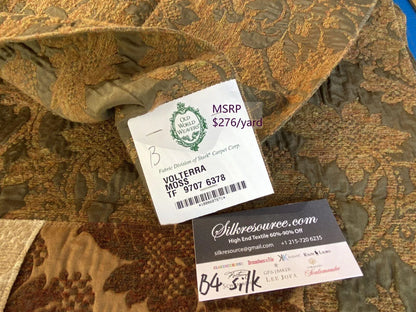 MSRP
$276/yard
OLD
WORLD
WEAVERS
B
Fabric Division of Stark® Carpet Corp.
VOLTERRA
MOSS
TF 9707 6378
Silkresource.com
High End Textile 60%-90% Off
silkresource@gmail.com +1 215-720 6235
LEE JOFA
Scalamandre
B4 Silk